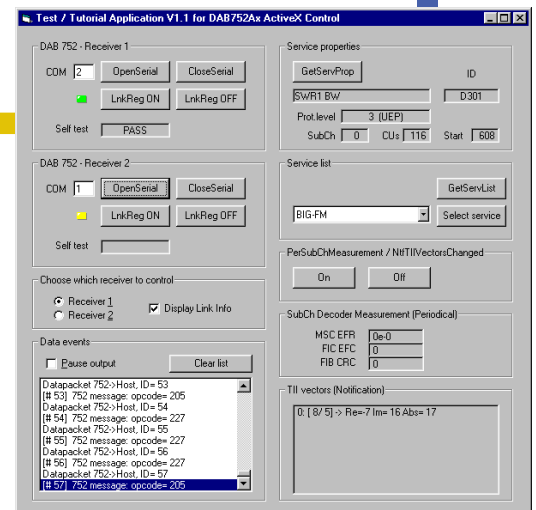 Test / Tutorial Application V1.1 for DAB752Ax ActiveX Control
DAB 752 - Receiver 1
COM 2 OpenSerial CloseSerial
LnkReg ON LnkReg OFF
Self test PASS
DAB 752 - Receiver 2
COM 1 OpenSerial CloseSerial
LnkReg ON LnkReg OFF
Self test
Choose which receiver to control
Receiver 1
Receiver 2
Display Link Info
Data events
Pause output Clear list
Datapacket 752->Host, ID= 53
[# 53] 752 message: opcode= 205
Datapacket 752->Host, ID= 54
[# 54] 752 message: opcode= 227
Datapacket 752->Host, ID= 55
[# 55] 752 message: opcode= 227
Datapacket 752->Host, ID= 56
[# 56] 752 message: opcode= 227
Datapacket 752->Host, ID= 57
[# 57] 752 message: opcode= 205
Service properties
GetServProp ID
SWR1 BW D301
Prot.level 3 (UEP)
SubCh 0 CUs 116 Start 608
Service list
GetServList
BIG-FM Select service
PerSubChMeasurement / NtfTIIVectorsChanged
On Off
SubCh Decoder Measurement (Periodical)
MSC EFR 0e-0
FIC EFC 0
FIB CRC 0
TII vectors (Notification)
0: [ 8/ 5] -> Re=-7 Im= 16 Abs= 17